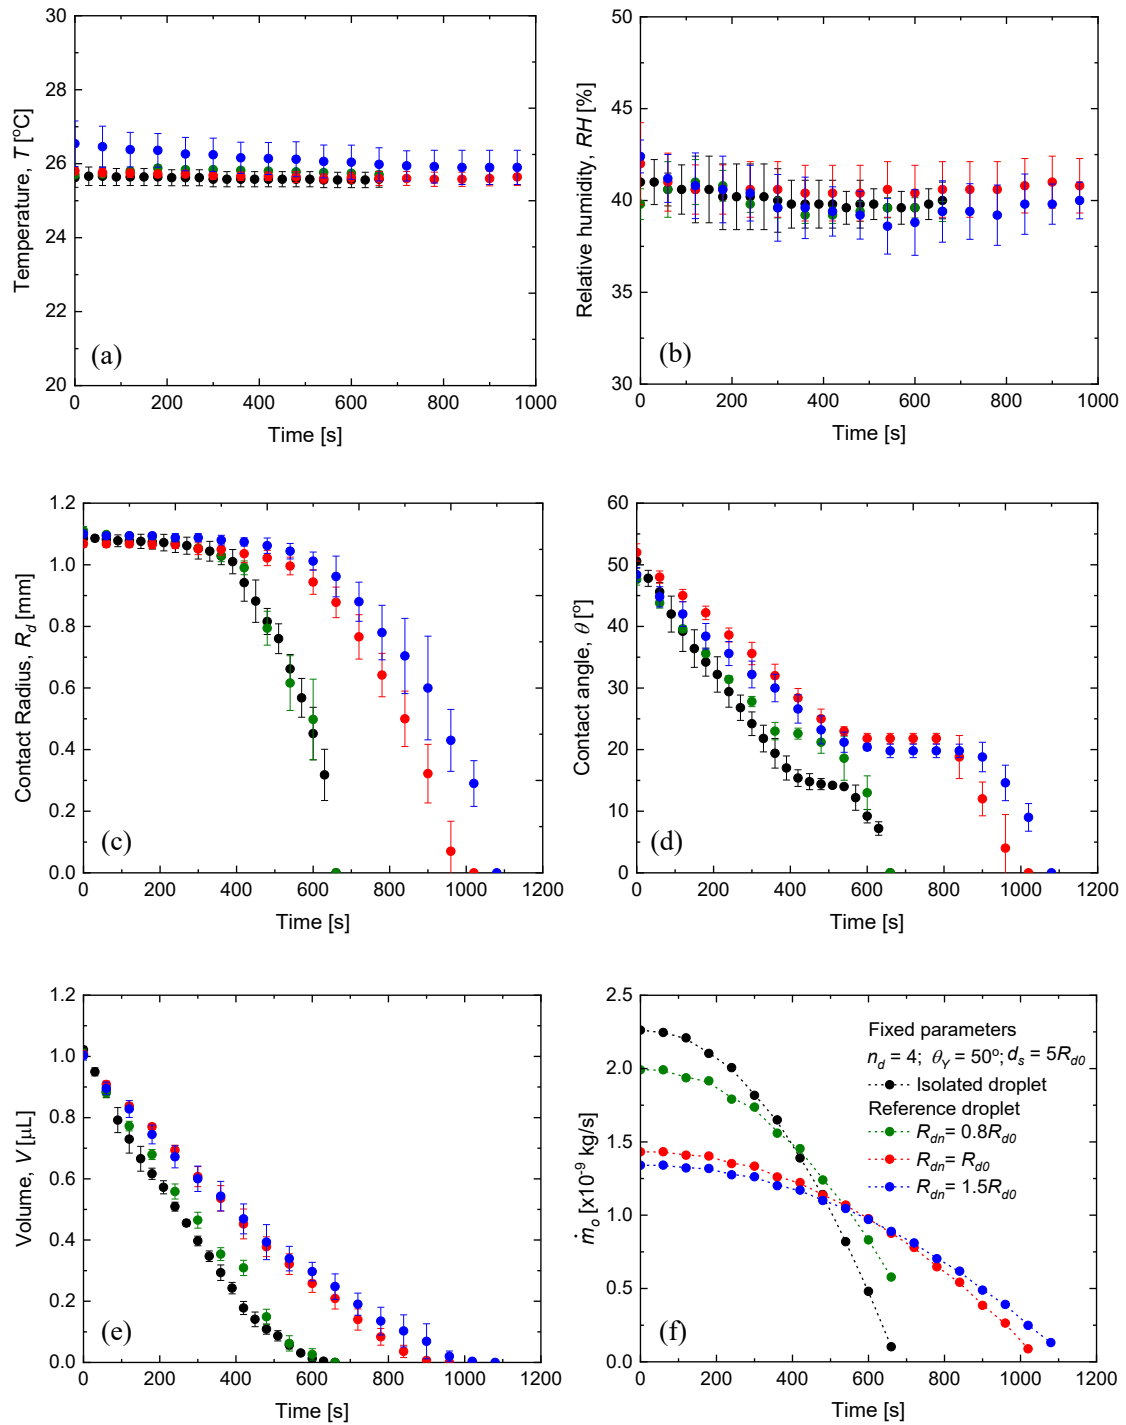 30
28
26
24
22
20
Temperature, T [°C]
0 200 400 600 800 1000
Time [s]
(a)
50
45
40
35
30
Relative humidity, RH [%]
0 200 400 600 800 1000
Time [s]
(b)
1.2
1.0
0.8
0.6
0.4
0.2
0.0
Contact Radius, R_d [mm]
0 200 400 600 800 1000 1200
Time [s]
(c)
60
50
40
30
20
10
0
Contact angle, θ [°]
0 200 400 600 800 1000 1200
Time [s]
(d)
1.2
1.0
0.8
0.6
0.4
0.2
0.0
Volume, V [μL]
0 200 400 600 800 1000 1200
Time [s]
(e)
2.5
2.0
1.5
1.0
0.5
0.0
ṁ_o [x10⁻⁹ kg/s]
Fixed parameters
n_d = 4; θ_Y = 50°; d_s = 5R_d0
Isolated droplet
Reference droplet
R_dn = 0.8R_d0
R_dn = R_d0
R_dn = 1.5R_d0
0 200 400 600 800 1000 1200
Time [s]
(f)